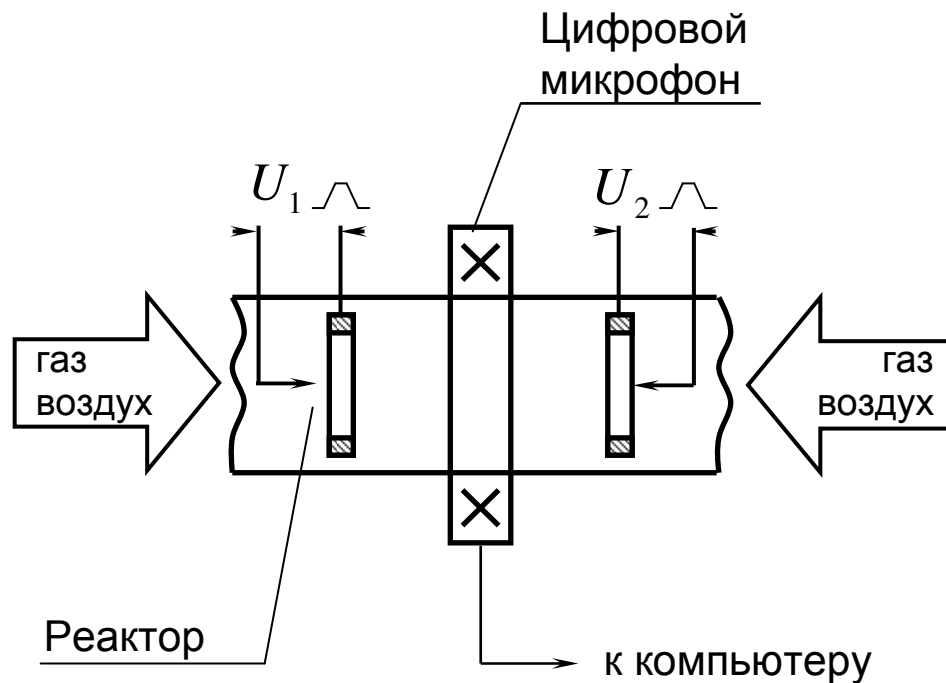 Цифровой
микрофон
U₁
U₂
газ
воздух
газ
воздух
Реактор
к компьютеру